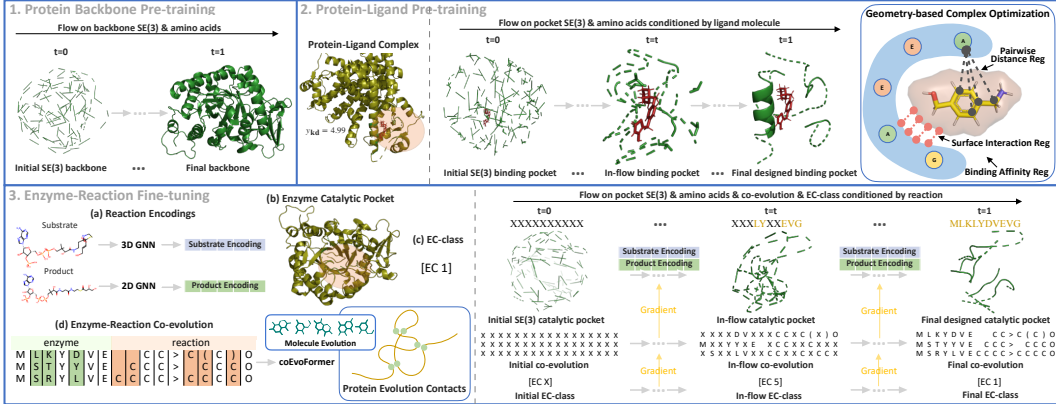 1. Protein Backbone Pre-training
Flow on backbone SE(3) & amino acids
t=0
t=1
Initial SE(3) backbone
...
Final backbone
2. Protein-Ligand Pre-training
Protein-Ligand Complex
y_kd = 4.99
Flow on pocket SE(3) & amino acids conditioned by ligand molecule
t=0
t=t
t=1
Initial SE(3) binding pocket
...
In-flow binding pocket
...
Final designed binding pocket
Geometry-based Complex Optimization
A
E
E
A
G
Pairwise
Distance Reg
Surface Interaction Reg
Binding Affinity Reg
3. Enzyme-Reaction Fine-tuning
(a) Reaction Encodings
Substrate
3D GNN
Substrate Encoding
Product
2D GNN
Product Encoding
(b) Enzyme Catalytic Pocket
(c) EC-class
[EC 1]
(d) Enzyme-Reaction Co-evolution
enzyme
reaction
M L K Y D V E C C > C ( C ) O
M S T Y Y V E C C C > C C C O
M S R Y L V E C C C C > C C C O
coEvoFormer
Molecule Evolution
Protein Evolution Contacts
Flow on pocket SE(3) & amino acids & co-evolution & EC-class conditioned by reaction
t=0
t=t
t=1
XXXXXXXXXX
...
XXXLYXXEVG
...
MLKLYDVEVG
Substrate Encoding
Product Encoding
Substrate Encoding
Product Encoding
Gradient
Gradient
Initial SE(3) catalytic pocket
In-flow catalytic pocket
Final designed catalytic pocket
X X X X X X X X X X X X X X X X
X X X X X X X X X X X X X X X X
X X X X X X X X X X X X X X X X
X X X X D V X X X C C X C ( X ) O
M X Y Y X X E X C X C C > X X C X
S X S X X L V X X C C X X C X C C X
M L K Y D V E C C > C ( C ) O
M S T Y Y V E C C C > C C C O
M S R Y L V E C C C C > C C C O
Initial co-evolution
In-flow co-evolution
Final co-evolution
Gradient
Gradient
[EC X]
[EC 5]
[EC 1]
Initial EC-class
In-flow EC-class
Final EC-class